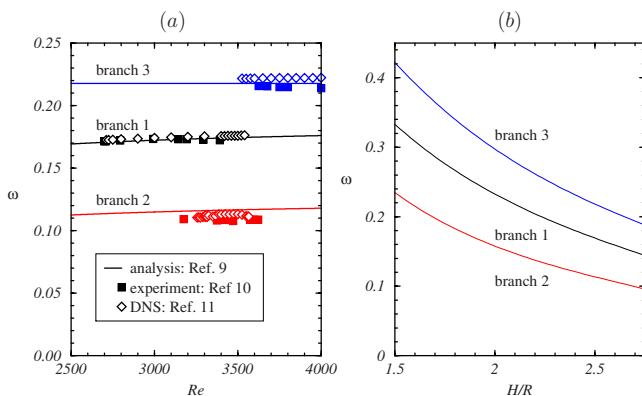 (a)
(b)
0.25
0.20
0.15
0.10
0.05
0.00
ω
branch 3
branch 1
branch 2
analysis: Ref. 9
experiment: Ref 10
DNS: Ref. 11
2500 3000 3500 4000
Re
0.4
0.3
0.2
0.1
0
ω
branch 3
branch 1
branch 2
1.5 2 2.5
H/R